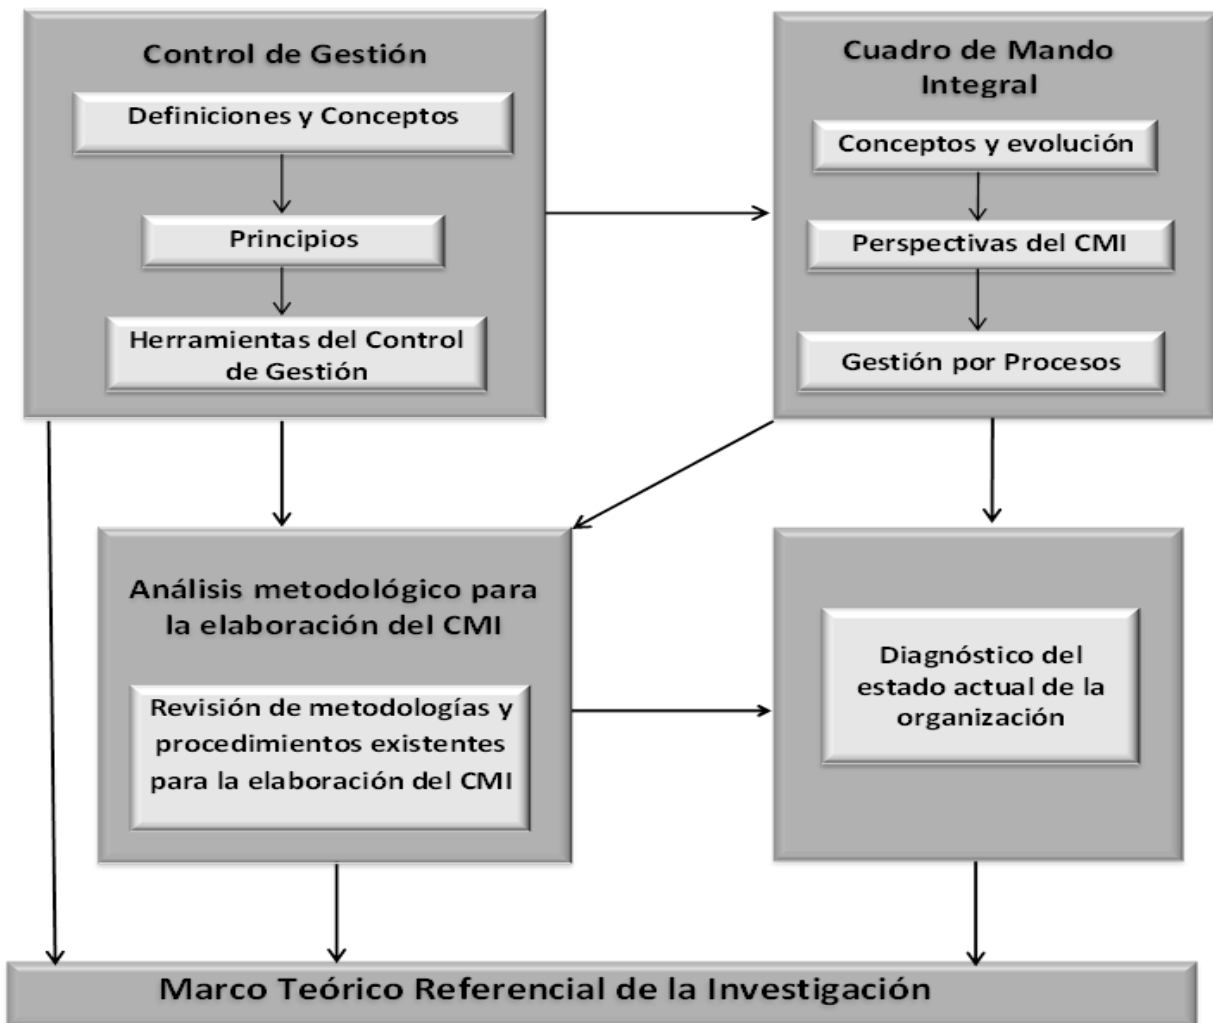 Control de Gestión
Definiciones y Conceptos
Principios
Herramientas del Control
de Gestión
Cuadro de Mando
Integral
Conceptos y evolución
Perspectivas del CMI
Gestión por Procesos
Análisis metodológico para
la elaboración del CMI
Revisión de metodologías y
procedimientos existentes
para la elaboración del CMI
Diagnóstico del
estado actual de la
organización
Marco Teórico Referencial de la Investigación